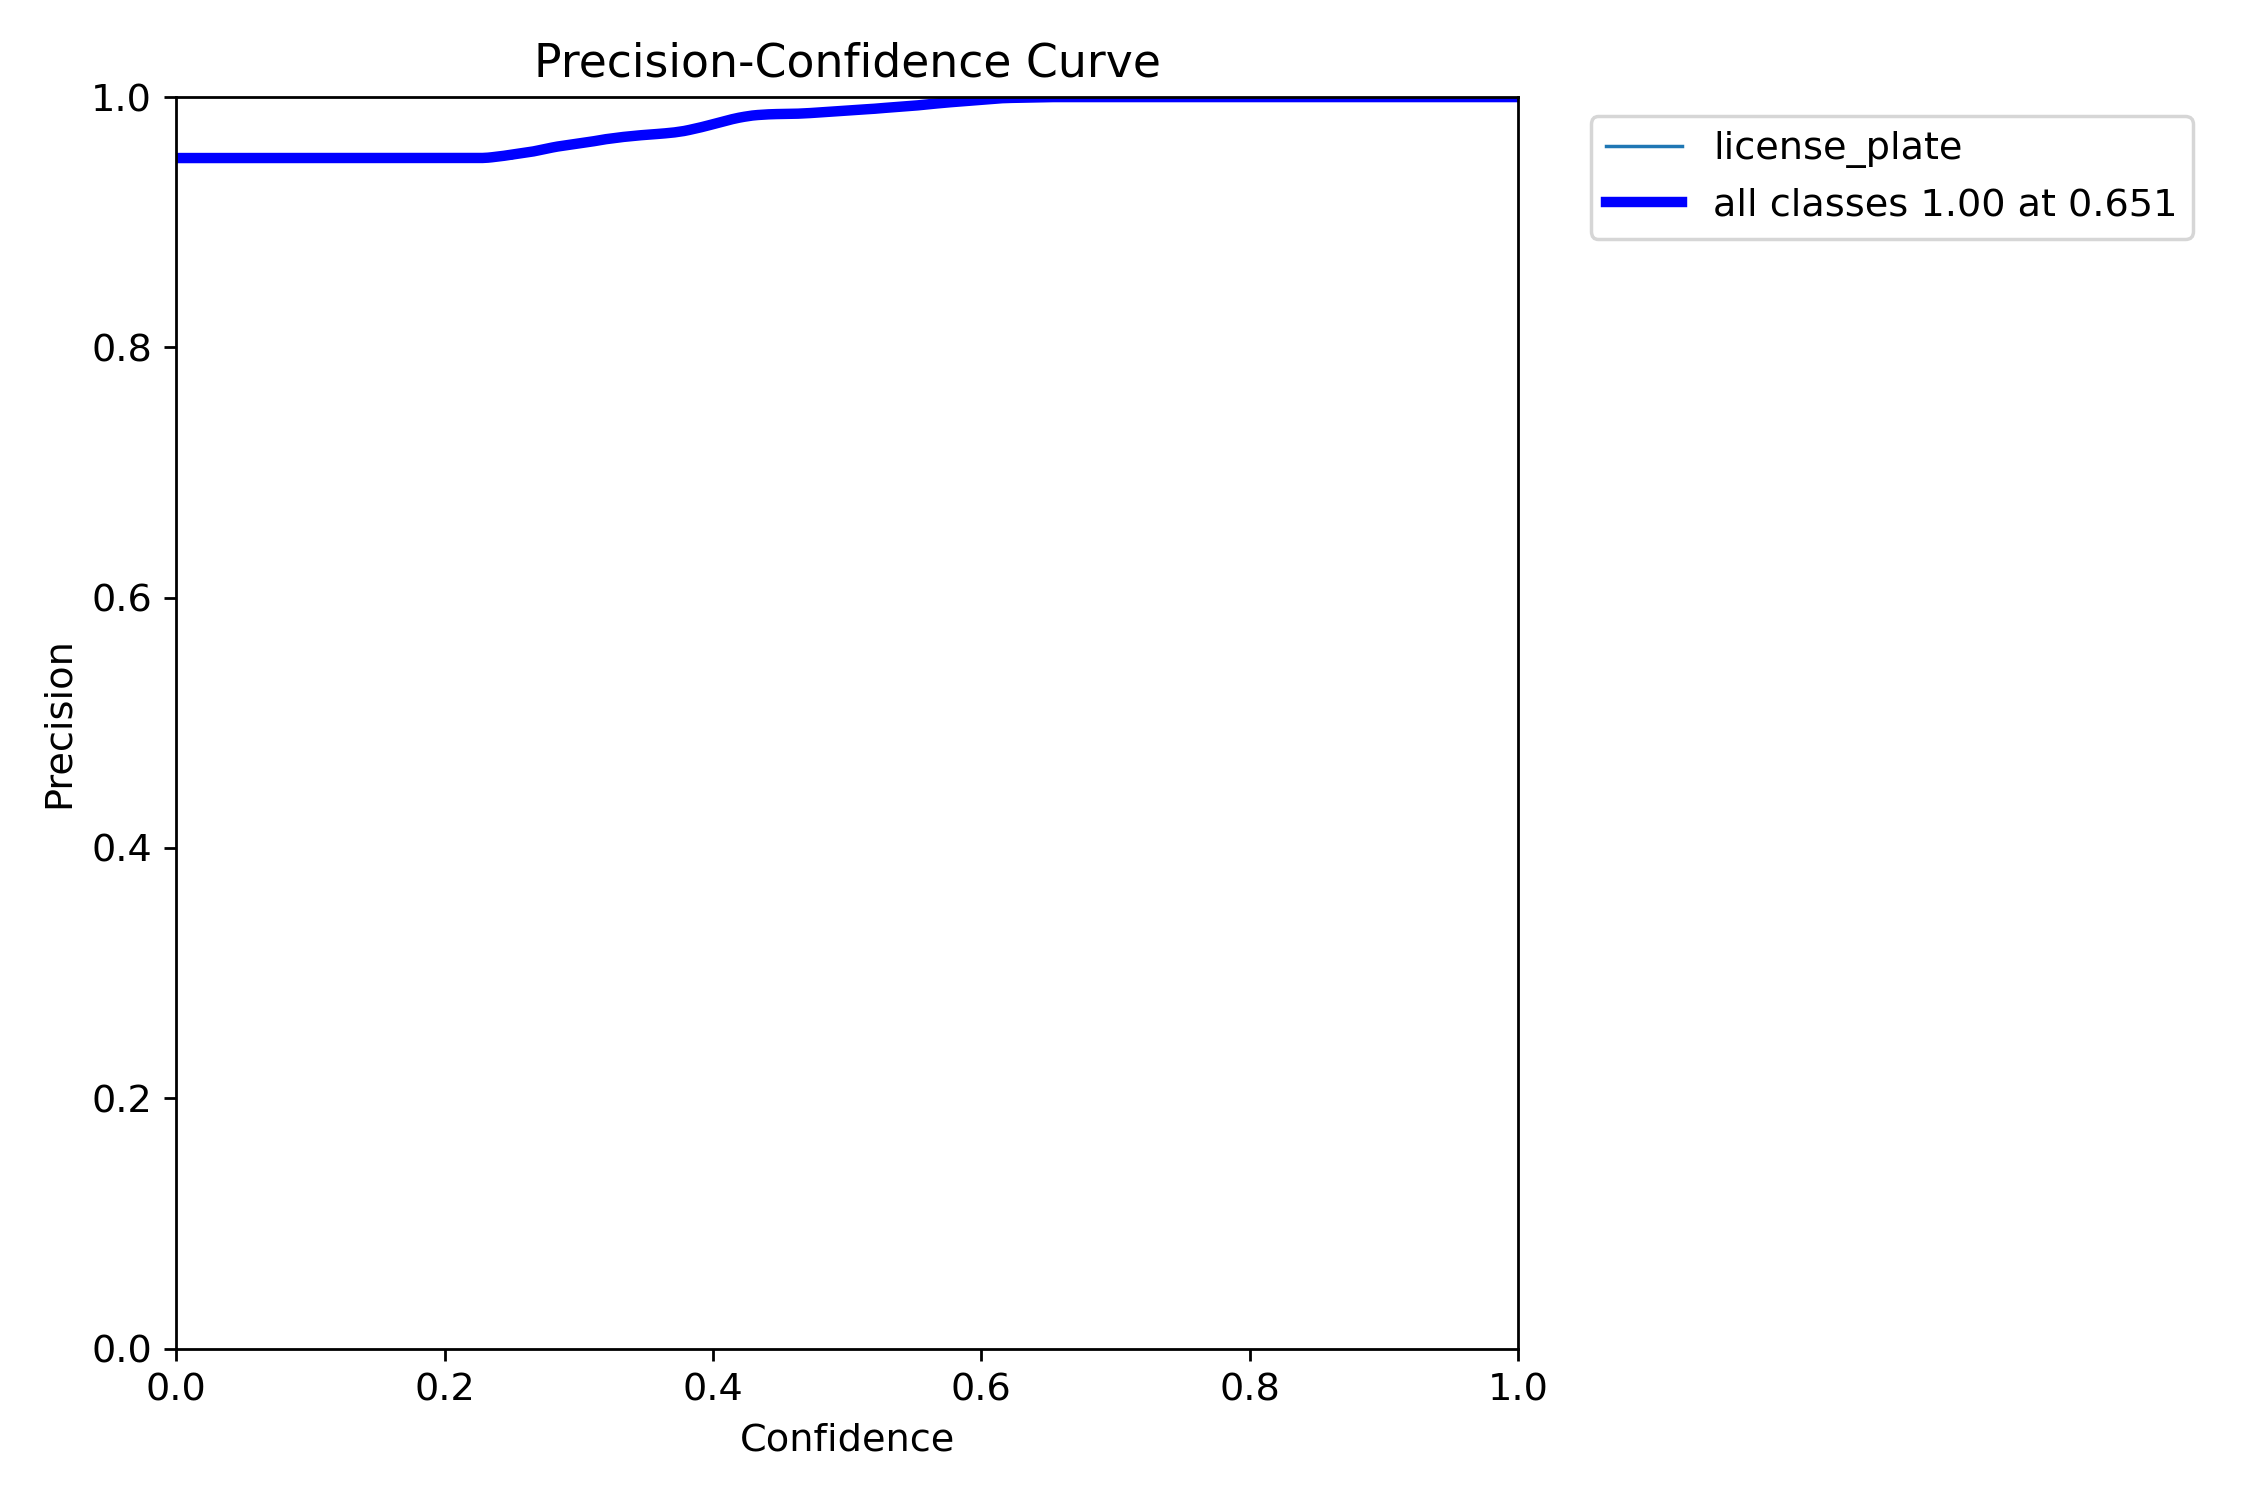 Precision-Confidence Curve
1.0
0.8
0.6
0.4
0.2
0.0
Precision
0.0 0.2 0.4 0.6 0.8 1.0
Confidence
license_plate
all classes 1.00 at 0.651